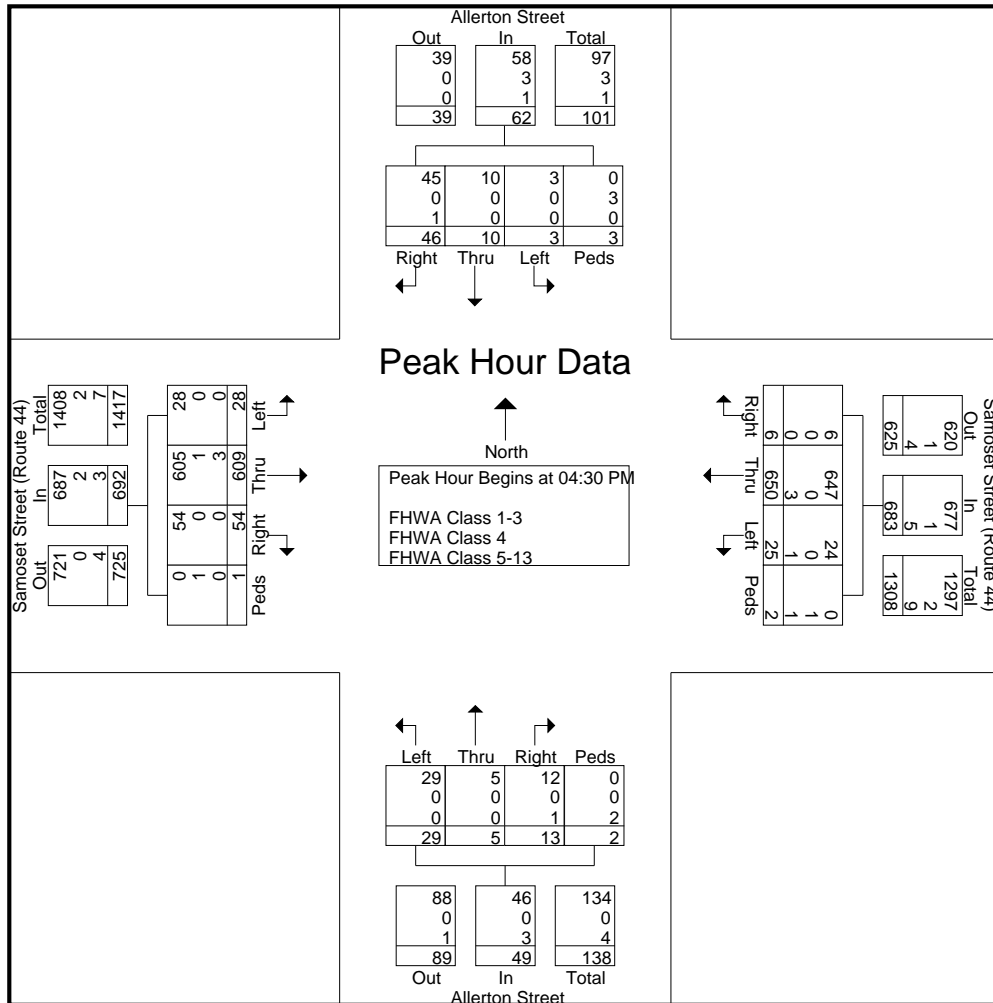 Allerton Street
Out In Total
39 58 97
0 3 3
0 1 1
39 62 101
45 10 3 0
0 0 0 3
1 0 0 0
46 10 3 3
Right Thru Left Peds
Peak Hour Data
North
Peak Hour Begins at 04:30 PM
FHWA Class 1-3
FHWA Class 4
FHWA Class 5-13
Samoset Street (Route 44)
Out In Total
721 687 1408
0 2 2
4 3 7
725 692 1417
0 54 605 28
1 0 1 0
0 0 3 0
1 54 609 28
Peds Right Thru Left
Samoset Street (Route 44)
Out In Total
620 677 1297
1 1 2
4 5 9
625 683 1308
6 647 24 0
0 0 0 1
0 3 1 1
6 650 25 2
Right Thru Left Peds
Left Thru Right Peds
29 5 12 0
0 0 0 0
0 0 1 2
29 5 13 2
88 46 134
0 0 0
1 3 4
89 49 138
Out In Total
Allerton Street